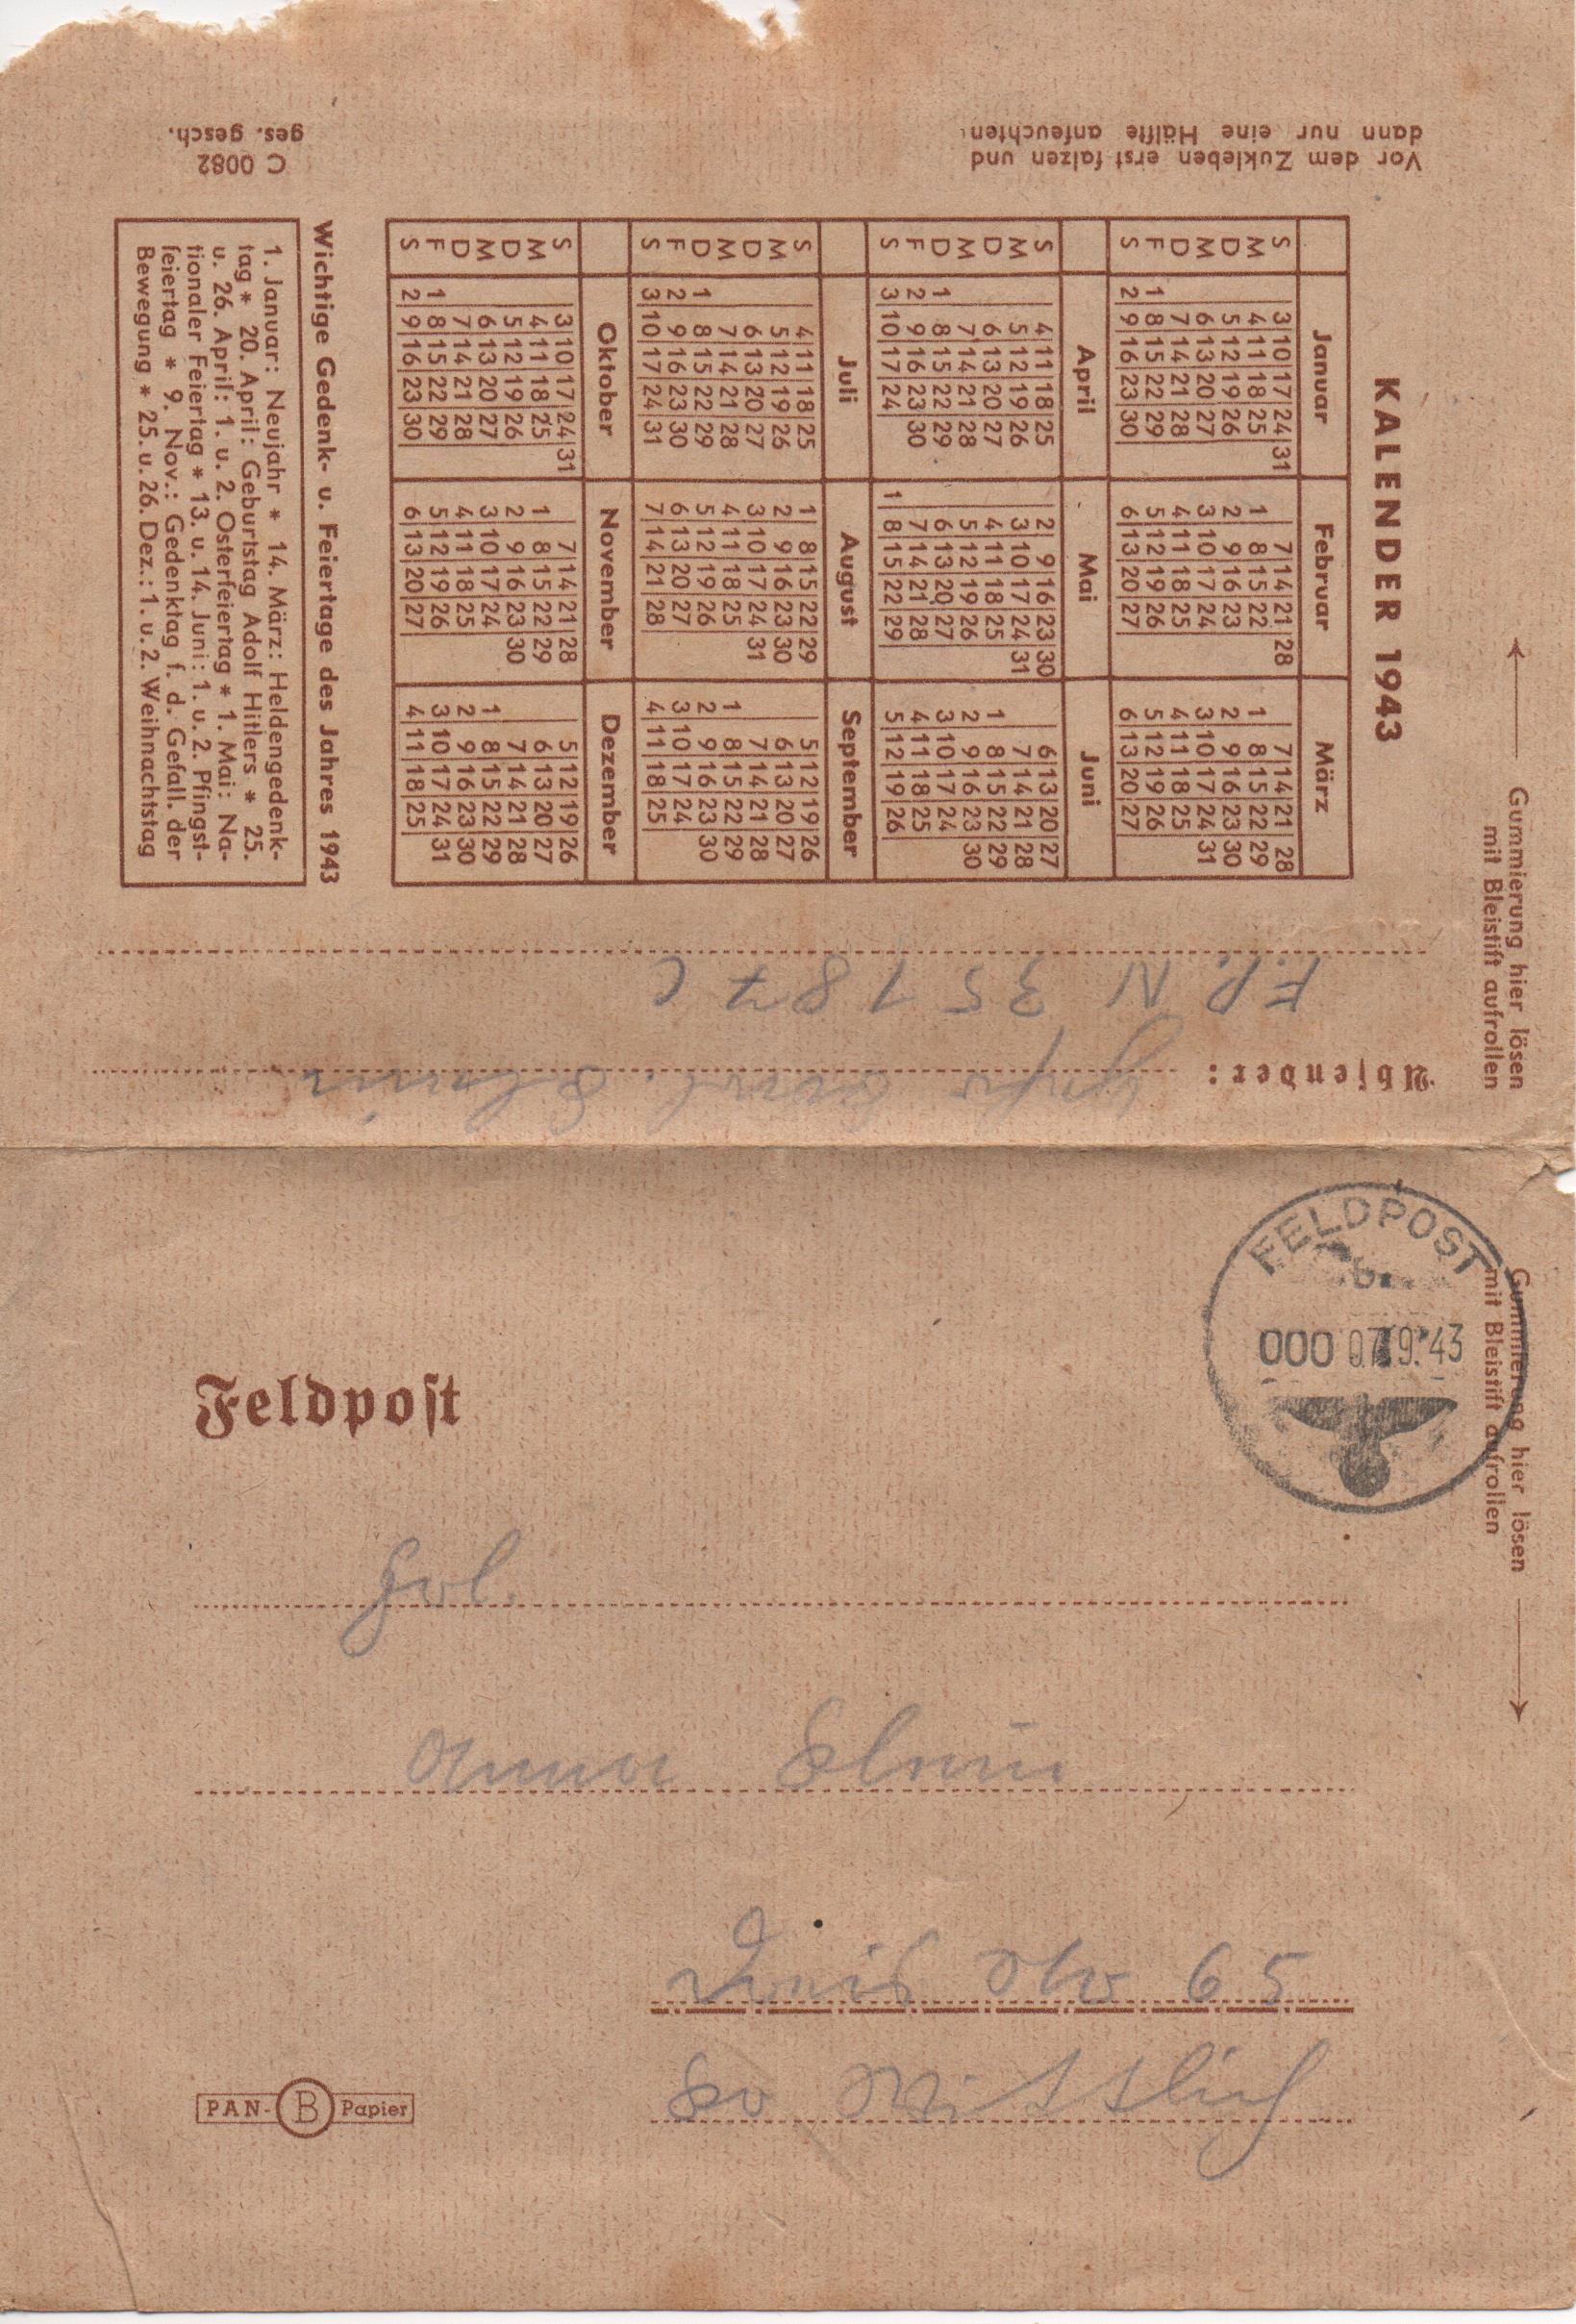 Vor dem Zukleben erst falzen und
dann nur eine Hälfte anfeuchten
C 0082
ges. gesch.
KALENDER 1943
Januar Februar März
S 3 10 17 24 31 7 14 21 28 7 14 21 28
M 4 11 18 25 1 8 15 22 1 8 15 22 29
D 5 12 19 26 2 9 16 23 2 9 16 23 30
M 6 13 20 27 3 10 17 24 3 10 17 24 31
D 7 14 21 28 4 11 18 25 4 11 18 25
F 1 8 15 22 29 5 12 19 26 5 12 19 26
S 2 9 16 23 30 6 13 20 27 6 13 20 27
April Mai Juni
S 4 11 18 25 2 9 16 23 30 6 13 20 27
M 5 12 19 26 3 10 17 24 31 7 14 21 28
D 6 13 20 27 4 11 18 25 1 8 15 22 29
M 7 14 21 28 5 12 19 26 2 9 16 23 30
D 1 8 15 22 29 6 13 20 27 3 10 17 24
F 2 9 16 23 30 7 14 21 28 4 11 18 25
S 3 10 17 24 1 8 15 22 29 5 12 19 26
Juli August September
S 4 11 18 25 1 8 15 22 29 5 12 19 26
M 5 12 19 26 2 9 16 23 30 6 13 20 27
D 6 13 20 27 3 10 17 24 31 7 14 21 28
M 7 14 21 28 4 11 18 25 1 8 15 22 29
D 1 8 15 22 29 5 12 19 26 2 9 16 23 30
F 2 9 16 23 30 6 13 20 27 3 10 17 24
S 3 10 17 24 31 7 14 21 28 4 11 18 25
Oktober November Dezember
S 3 10 17 24 31 7 14 21 28 5 12 19 26
M 4 11 18 25 1 8 15 22 29 6 13 20 27
D 5 12 19 26 2 9 16 23 30 7 14 21 28
M 6 13 20 27 3 10 17 24 1 8 15 22 29
D 7 14 21 28 4 11 18 25 2 9 16 23 30
F 1 8 15 22 29 5 12 19 26 3 10 17 24 31
S 2 9 16 23 30 6 13 20 27 4 11 18 25
Wichtige Gedenk- u. Feiertage des Jahres 1943
1. Januar: Neujahr * 14. März: Heldengedenk-
tag * 20. April: Geburtstag Adolf Hitlers * 25.
u. 26. April: 1. u. 2. Osterfeiertag * 1. Mai: Na-
tionaler Feiertag * 13. u. 14. Juni: 1. u. 2. Pfingst-
feiertag * 9. Nov.: Gedenktag f. d. Gefall. der
Bewegung * 25. u. 26. Dez.: 1. u. 2. Weihnachtstag
Gummierung hier lösen
mit Bleistift aufrollen
Absender:
F.P. N 35187 C
FELDPOST
b
000 07.9.43
Gummierung hier lösen
mit Bleistift aufrollen
Feldpost
Frl.
Anna
65
Wittlich
PAN-B Papier